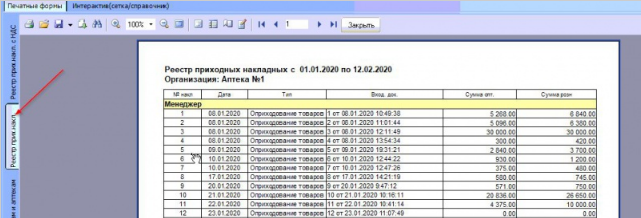 Печатные формы Интерактив(сетка/справочник)
100% 1 Закрыть
Реестр прих.накл. с НДС
Реестр прих.накл.
Реестр приходных накладных с 01.01.2020 по 12.02.2020
Организация: Аптека №1
№ накл Дата Тип Вход. док. Сумма опт. Сумма розн
Менеджер
1 08.01.2020 Оприходование товаров 1 от 08.01.2020 10:49:38 5 268.00 6 840.00
2 08.01.2020 Оприходование товаров 2 от 08.01.2020 11:01:44 5 096.00 6 380.00
3 08.01.2020 Оприходование товаров 3 от 08.01.2020 12:11:49 30 000.00 30 000.00
4 08.01.2020 Оприходование товаров 4 от 08.01.2020 13:54:34 300.00 420.00
5 09.01.2020 Оприходование товаров 5 от 09.01.2020 19:31:21 2 840.00 3 700.00
6 10.01.2020 Оприходование товаров 6 от 10.01.2020 12:44:22 930.00 1 200.00
7 10.01.2020 Оприходование товаров 7 от 10.01.2020 12:47:26 375.00 480.00
8 17.01.2020 Оприходование товаров 8 от 17.01.2020 14:21:19 580.00 745.00
9 20.01.2020 Оприходование товаров 9 от 20.01.2020 9:47:12 571.00 750.00
10 21.01.2020 Оприходование товаров 10 от 21.01.2020 10:16:11 20 836.00 26 650.00
11 22.01.2020 Оприходование товаров 11 от 22.01.2020 10:41:14 4 375.00 10 000.00
12 23.01.2020 Оприходование товаров 12 от 23.01.2020 11:07:49 0.00 0.00